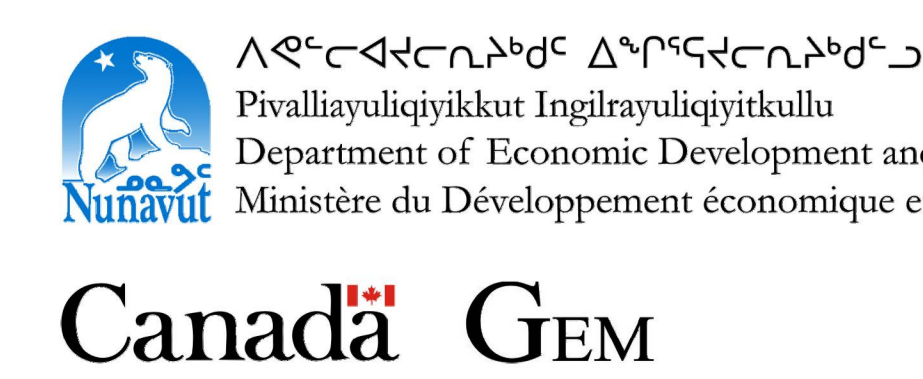 ᐱᕙᓪᓕᐊᔪᓕᕆᔨᒃᑯᑦ ᐃᖏᕐᕋᔪᓕᕆᔨᒃᑯᓪᓗ
Pivalliayuliqiyikkut Ingilrayuliqiyitkullu
Department of Economic Development and
Ministère du Développement économique e
ᓄᓇᕗᑦ
Nunavut
Canada GEM